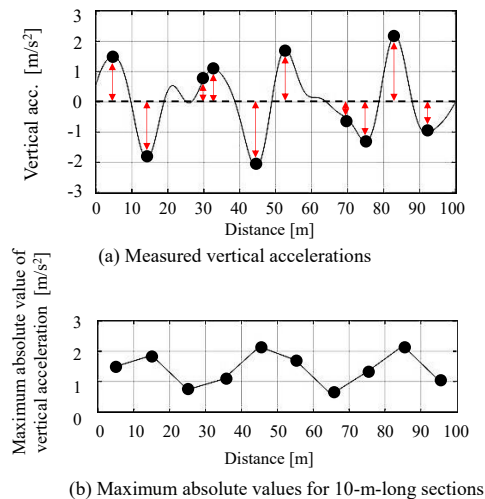 Vertical acc. [m/s²]
3
2
1
0
-1
-2
-3
0 10 20 30 40 50 60 70 80 90 100
Distance [m]
(a) Measured vertical accelerations
Maximum absolute value of
vertical acceleration [m/s²]
3
2
1
0
0 10 20 30 40 50 60 70 80 90 100
Distance [m]
(b) Maximum absolute values for 10-m-long sections